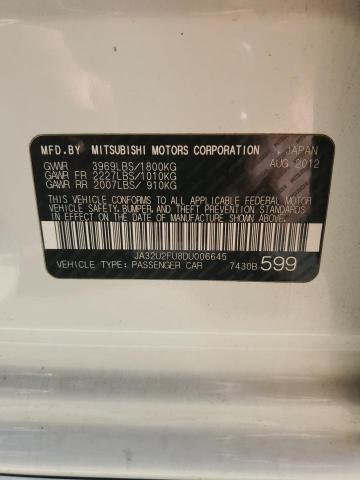 MFD.BY MITSUBISHI MOTORS CORPORATION JAPAN
GVWR 3969LBS/1800KG AUG 2012
GAWR FR 2227LBS/1010KG
GAWR RR 2007LBS/ 910KG
THIS VEHICLE CONFORMS TO ALL APPLICABLE FEDERAL MOTOR
VEHICLE SAFETY, BUMPER, AND THEFT PREVENTION STANDARDS
IN EFFECT ON THE DATE OF MANUFACTURE SHOWN ABOVE.
JA32U2FU8DU006645
VEHICLE TYPE: PASSENGER CAR 7430B 599